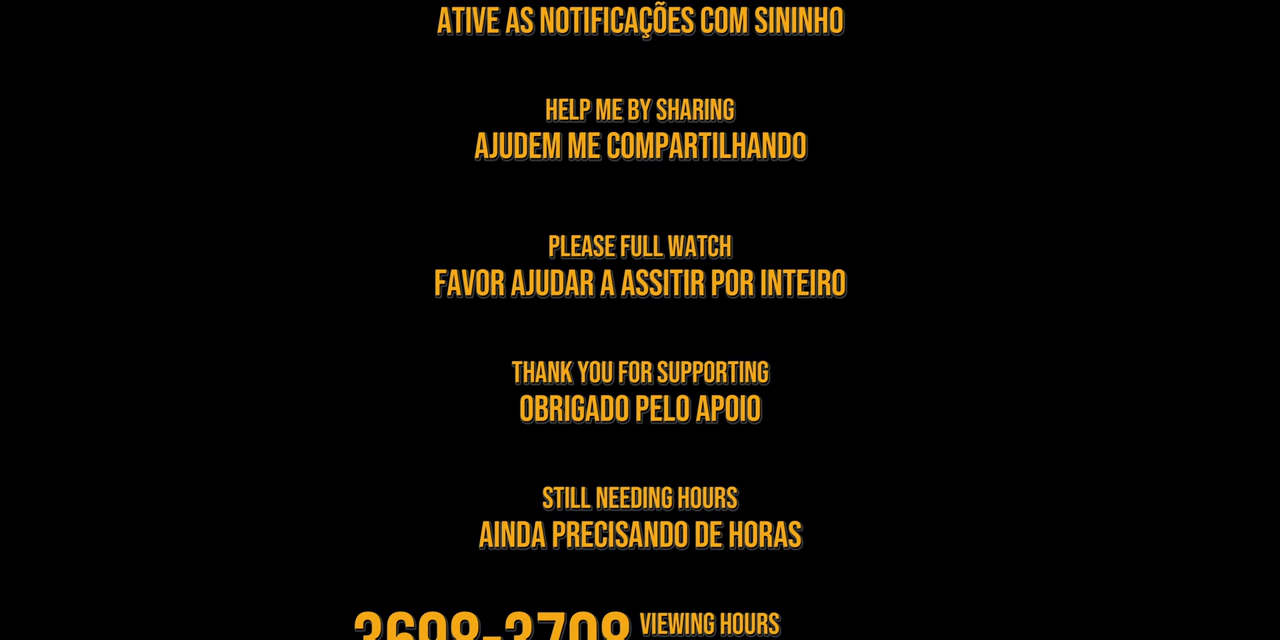 ATIVE AS NOTIFICAÇÕES COM SININHO
HELP ME BY SHARING
AJUDEM ME COMPARTILHANDO
PLEASE FULL WATCH
FAVOR AJUDAR A ASSITIR POR INTEIRO
THANK YOU FOR SUPPORTING
OBRIGADO PELO APOIO
STILL NEEDING HOURS
AINDA PRECISANDO DE HORAS
VIEWING HOURS